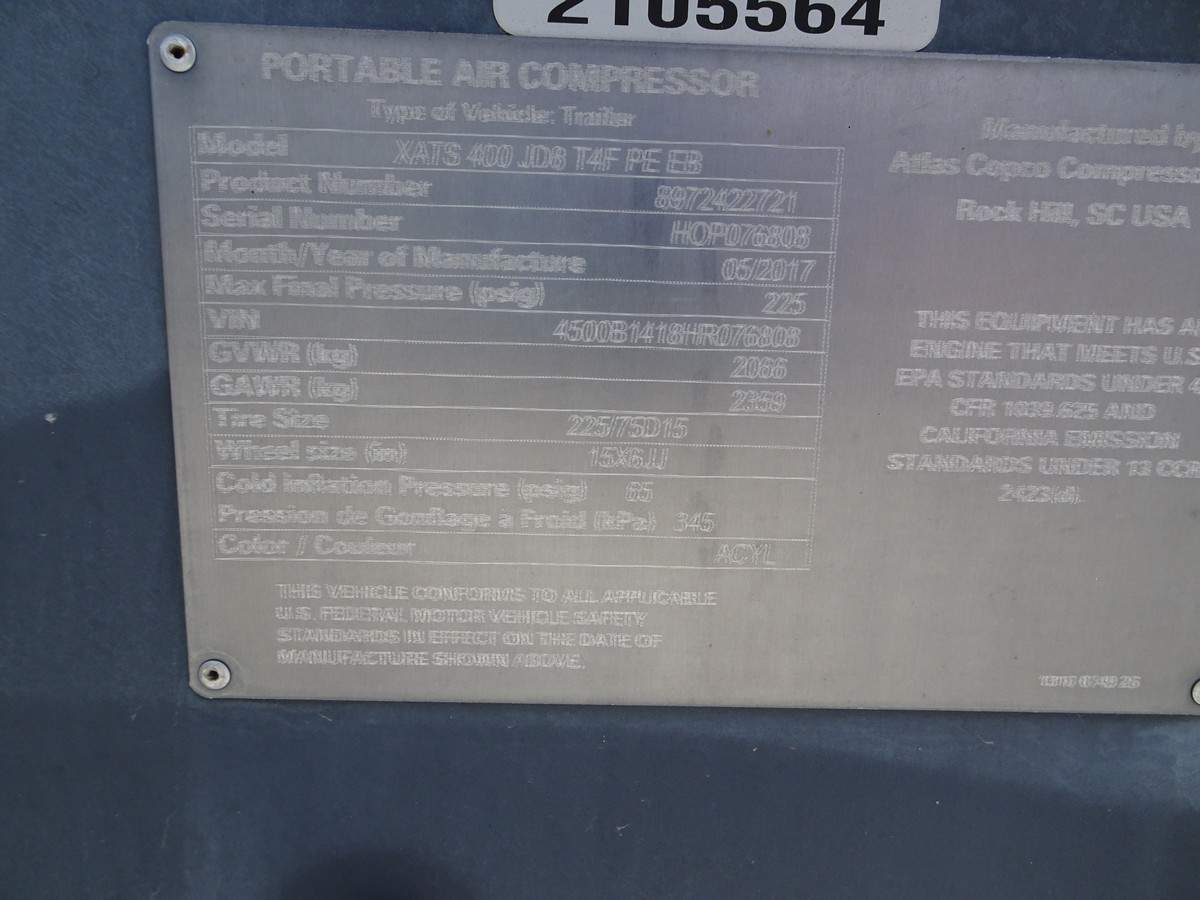 2105564
PORTABLE AIR COMPRESSOR
Type of Vehicle: Trailer
Model XATS 400 JD8 T4F PE EB
Product Number 8972422721
Serial Number HOP076808
Month/Year of Manufacture 05/2017
Max Final Pressure (psig) 225
VIN 4500B1418HR076808
GVWR (kg) 2086
GAWR (kg) 2359
Tire Size 225/75D15
Wheel size (in) 15X6JJ
Cold Inflation Pressure (psig) 65
Pression de Gonflage à Froid (kPa) 345
Color / Couleur ACYL
THIS VEHICLE CONFORMS TO ALL APPLICABLE
U.S. FEDERAL MOTOR VEHICLE SAFETY
STANDARDS IN EFFECT ON THE DATE OF
MANUFACTURE SHOWN ABOVE.
Manufactured by
Atlas Copco Compressor
Rock Hill, SC USA
THIS EQUIPMENT HAS A
ENGINE THAT MEETS U.S
EPA STANDARDS UNDER 4
CFR 1039.625 AND
CALIFORNIA EMISSION
STANDARDS UNDER 13 CCR
2423(d).